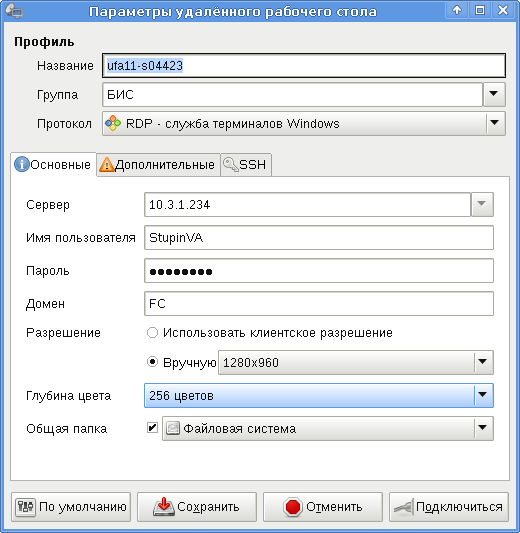 Параметры удалённого рабочего стола
Профиль
Название ufa11-s04423
Группа БИС
Протокол RDP - служба терминалов Windows
Основные Дополнительные SSH
Сервер 10.3.1.234
Имя пользователя StupinVA
Пароль ●●●●●●●●
Домен FC
Разрешение Использовать клиентское разрешение
Вручную 1280x960
Глубина цвета 256 цветов
Общая папка Файловая система
По умолчанию Сохранить Отменить Подключиться